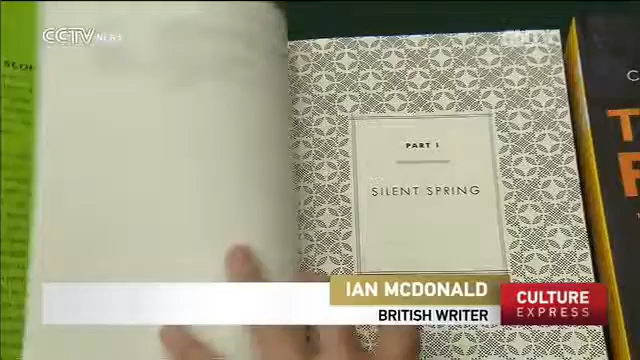 CCTV NEWS
PART 1
SILENT SPRING
IAN MCDONALD
BRITISH WRITER
CULTURE
EXPRESS